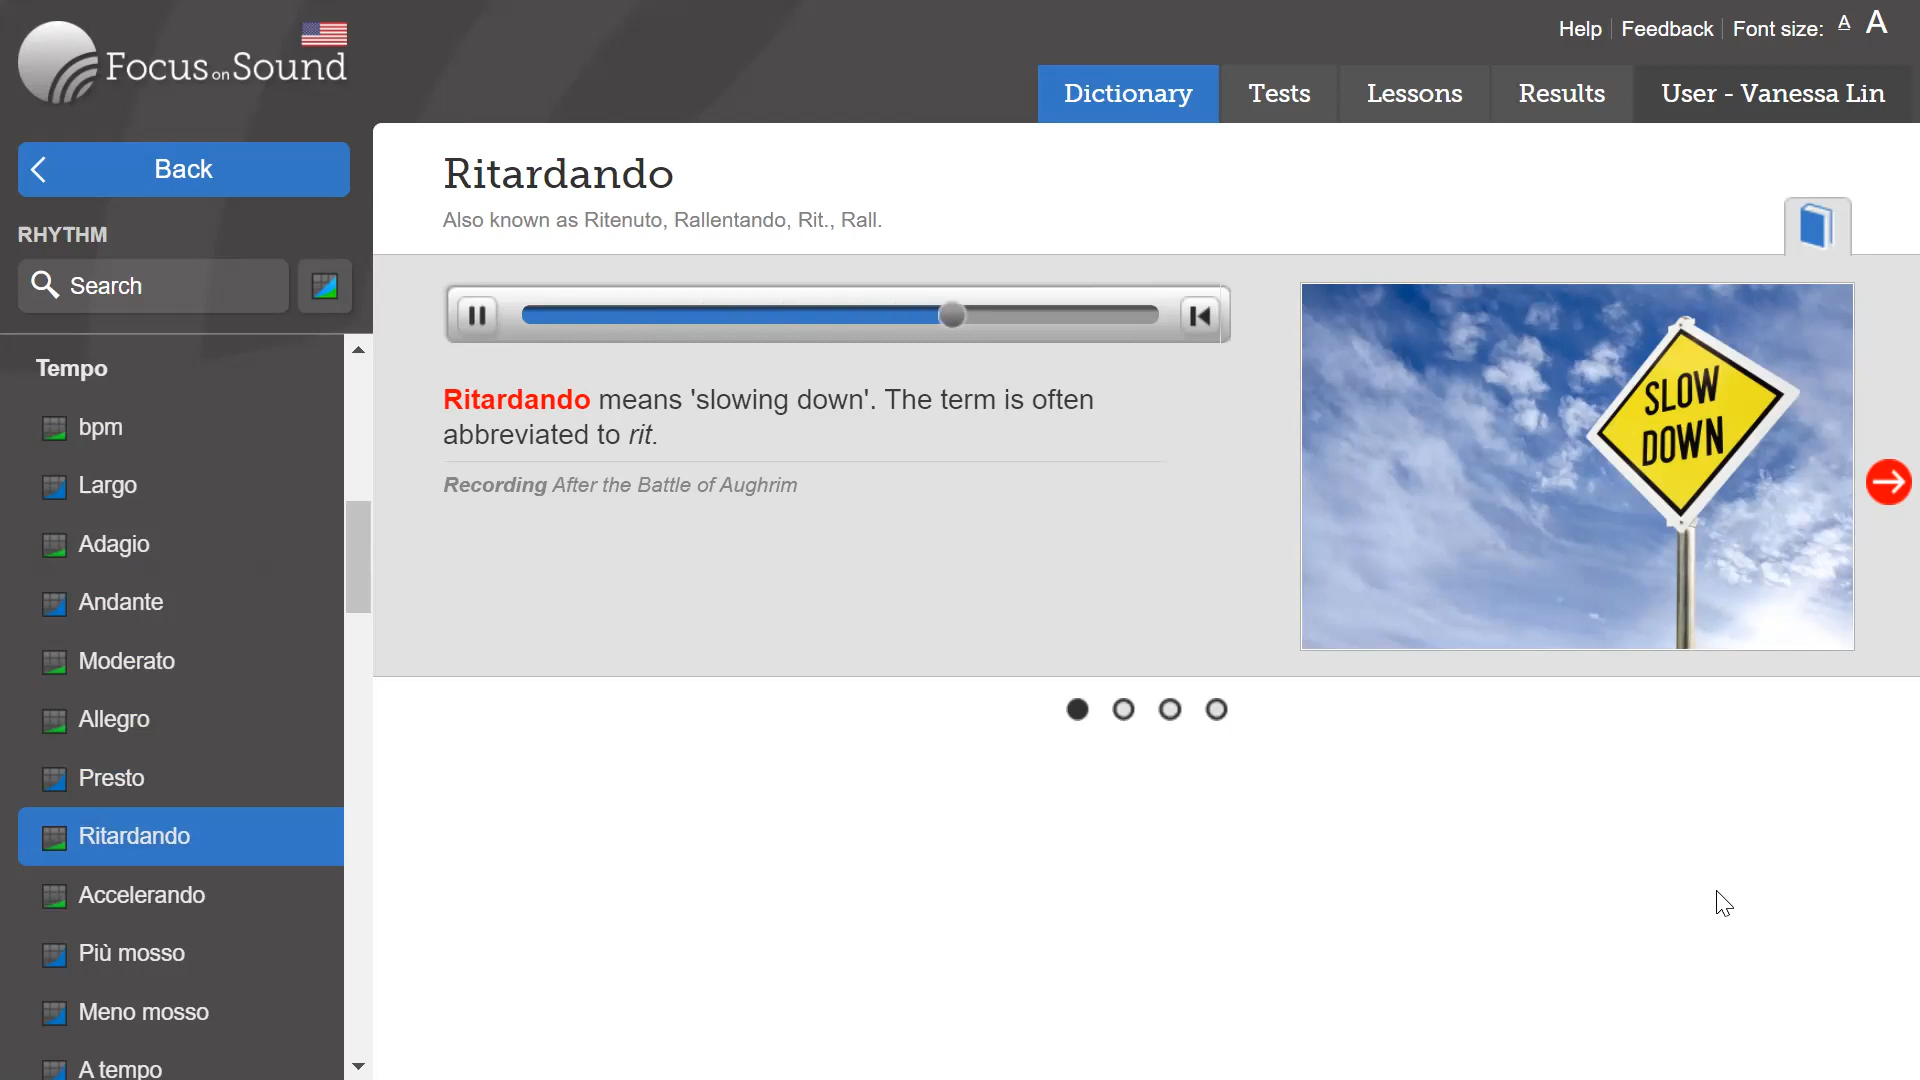 Focus on Sound
Help
Feedback
Font size: A A
Dictionary
Tests
Lessons
Results
User - Vanessa Lin
Back
RHYTHM
Search
Tempo
bpm
Largo
Adagio
Andante
Moderato
Allegro
Presto
Ritardando
Accelerando
Più mosso
Meno mosso
A tempo
Ritardando
Also known as Ritenuto, Rallentando, Rit., Rall.
Ritardando means 'slowing down'. The term is often
abbreviated to rit.
Recording After the Battle of Aughrim
SLOW
DOWN